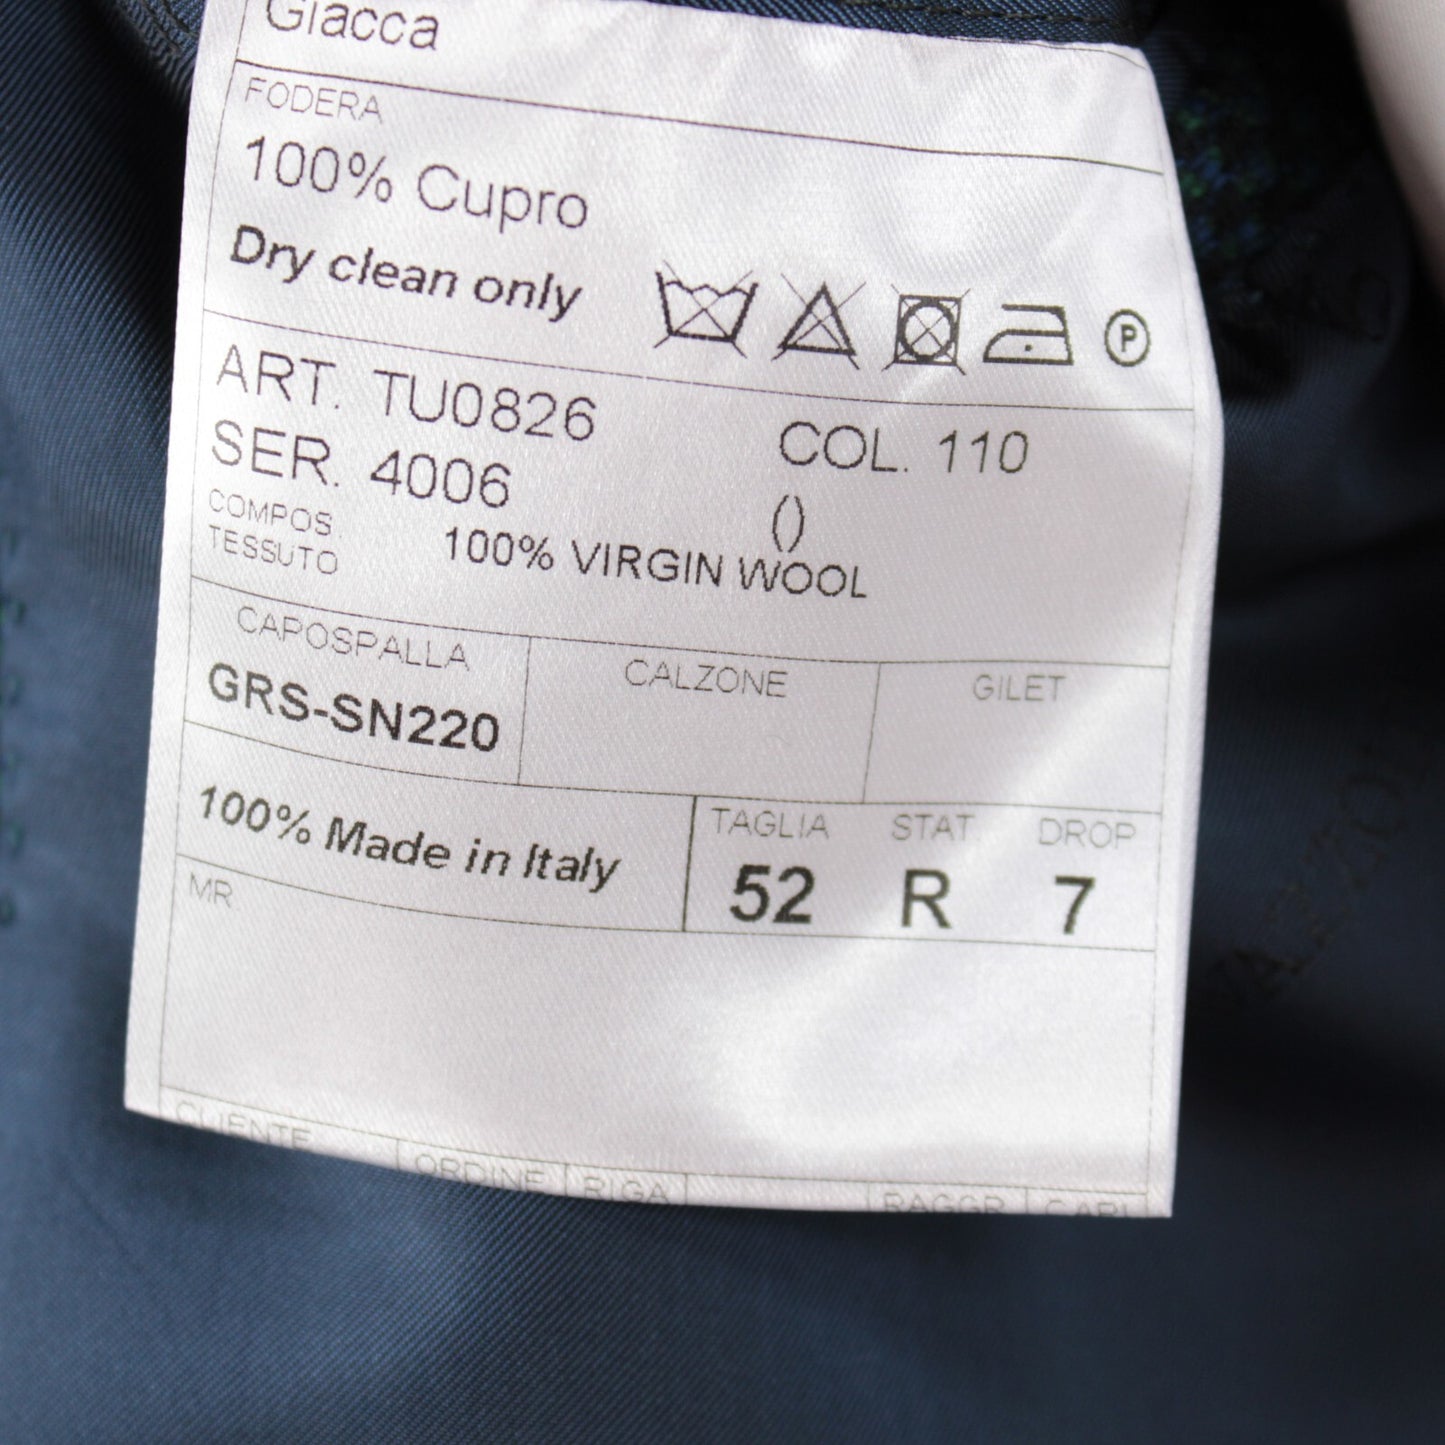 Giacca
FODERA
100% Cupro
Dry clean only
P
ART. TU0826
COL. 110
SER. 4006
()
COMPOS.
TESSUTO
100% VIRGIN WOOL
CAPOSPALLA
CALZONE
GILET
GRS-SN220
100% Made in Italy
TAGLIA STAT DROP
52 R 7
MR
CLIENTE
ORDINE RIGA
RAGGR